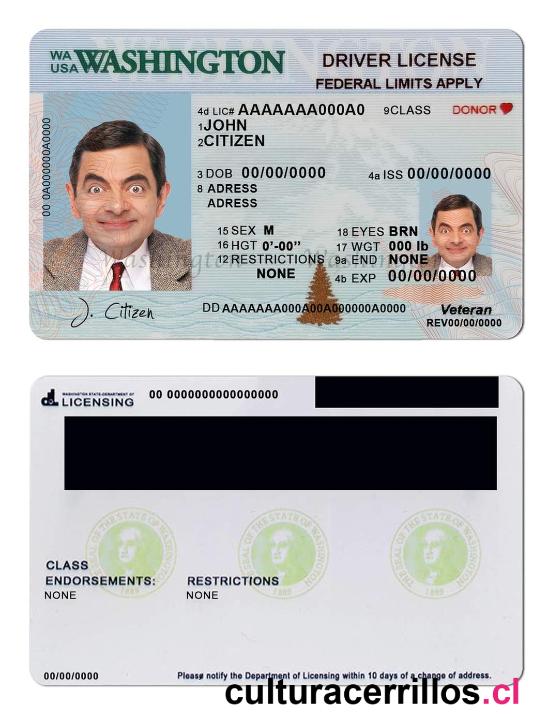 WA
USA WASHINGTON
DRIVER LICENSE
FEDERAL LIMITS APPLY
4d LIC# AAAAAAA000A0 9CLASS DONOR
1JOHN
2CITIZEN
3 DOB 00/00/0000 4a ISS 00/00/0000
8 ADRESS
ADRESS
15 SEX M 18 EYES BRN
16 HGT 0'-00" 17 WGT 000 lb
12 RESTRICTIONS 9a END NONE
NONE 4b EXP 00/00/0000
00 0A000000A0000
Washington
J. Citizen
DD AAAAAAA000A00A000000A0000
Veteran
REV00/00/0000
WASHINGTON STATE DEPARTMENT OF
LICENSING 00 0000000000000000
THE SEAL OF THE STATE OF WASHINGTON
1889
THE SEAL OF THE STATE OF WASHINGTON
1889
THE SEAL OF THE STATE OF WASHINGTON
1889
CLASS
ENDORSEMENTS: RESTRICTIONS
NONE NONE
00/00/0000 Please notify the Department of Licensing within 10 days of a change of address.
culturacerrillos.cl